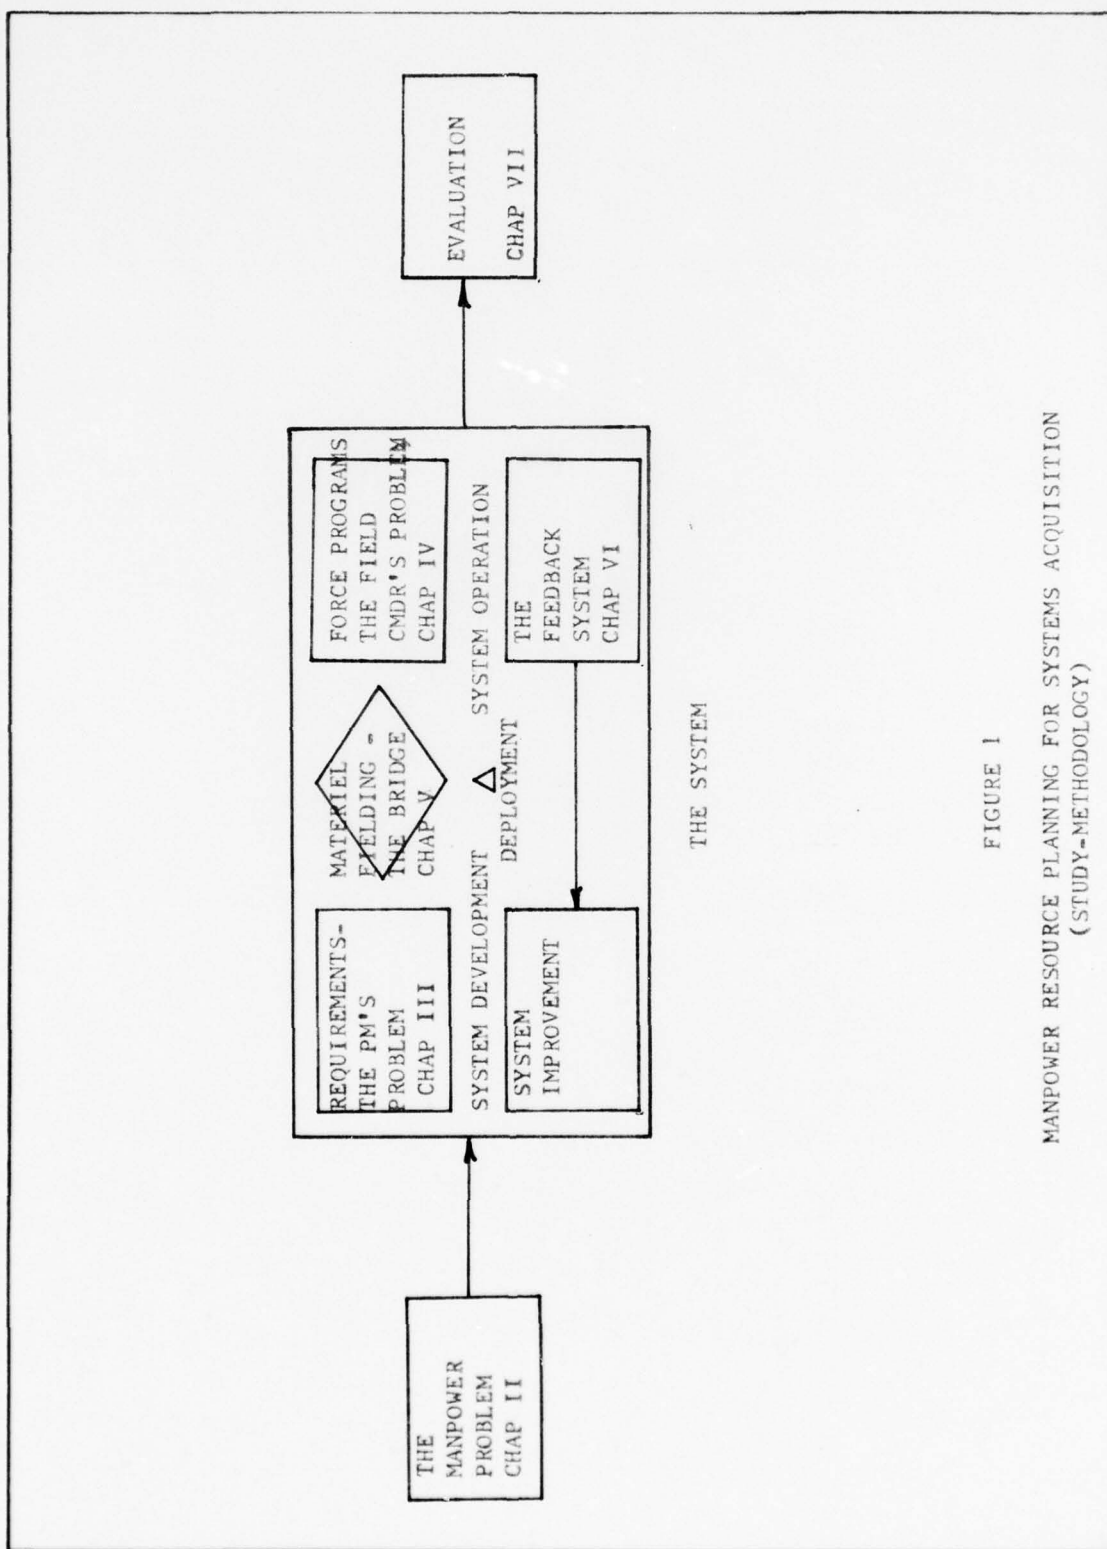 THE
MANPOWER
PROBLEM
CHAP II
REQUIREMENTS-
THE PM'S
PROBLEM
CHAP III
MATERIEL
FIELDING -
THE BRIDGE
CHAP V
FORCE PROGRAMS
THE FIELD
CMDR'S PROBLEM
CHAP IV
SYSTEM DEVELOPMENT
DEPLOYMENT
SYSTEM OPERATION
SYSTEM
IMPROVEMENT
THE
FEEDBACK
SYSTEM
CHAP VI
EVALUATION
CHAP VII
THE SYSTEM
FIGURE 1
MANPOWER RESOURCE PLANNING FOR SYSTEMS ACQUISITION
(STUDY-METHODOLOGY)